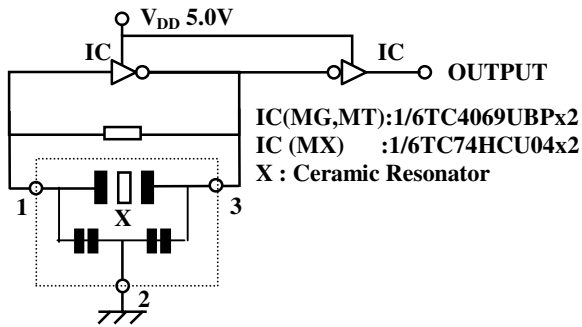 V_DD 5.0V
IC
IC
OUTPUT
IC(MG,MT):1/6TC4069UBPx2
IC (MX) :1/6TC74HCU04x2
X : Ceramic Resonator
1
X
3
2